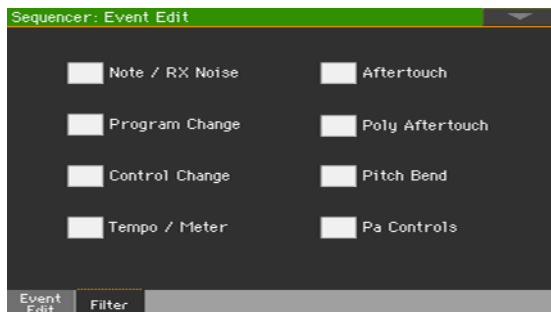 Sequencer: Event Edit
Note / RX Noise
Aftertouch
Program Change
Poly Aftertouch
Control Change
Pitch Bend
Tempo / Meter
Pa Controls
Event
Edit
Filter